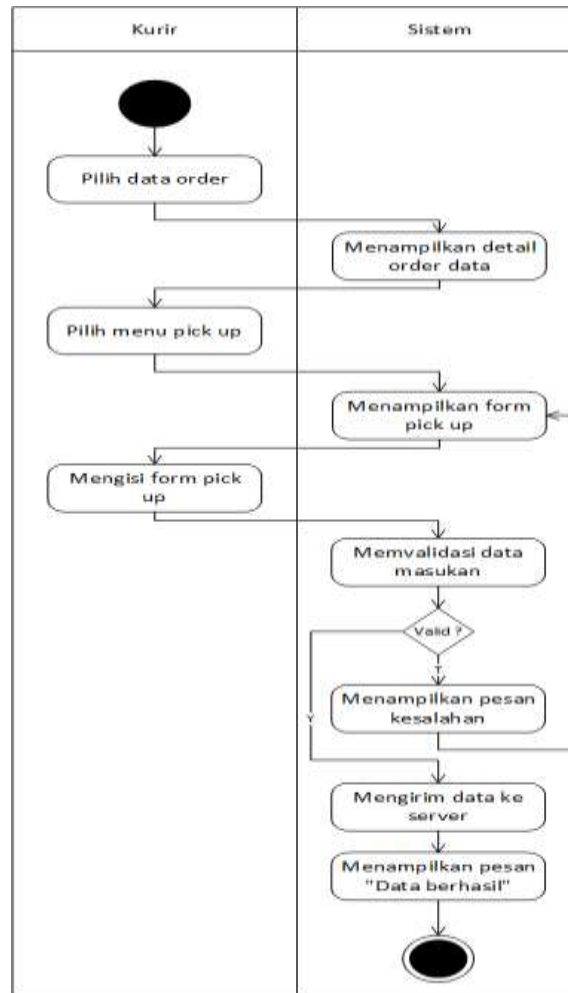 Kurir
Sistem
Pilih data order
Menampilkan detail
order data
Pilih menu pick up
Menampilkan form
pick up
Mengisi form pick
up
Memvalidasi data
masukan
Valid ?
T
Menampilkan pesan
kesalahan
Y
Mengirim data ke
server
Menampilkan pesan
"Data berhasil"